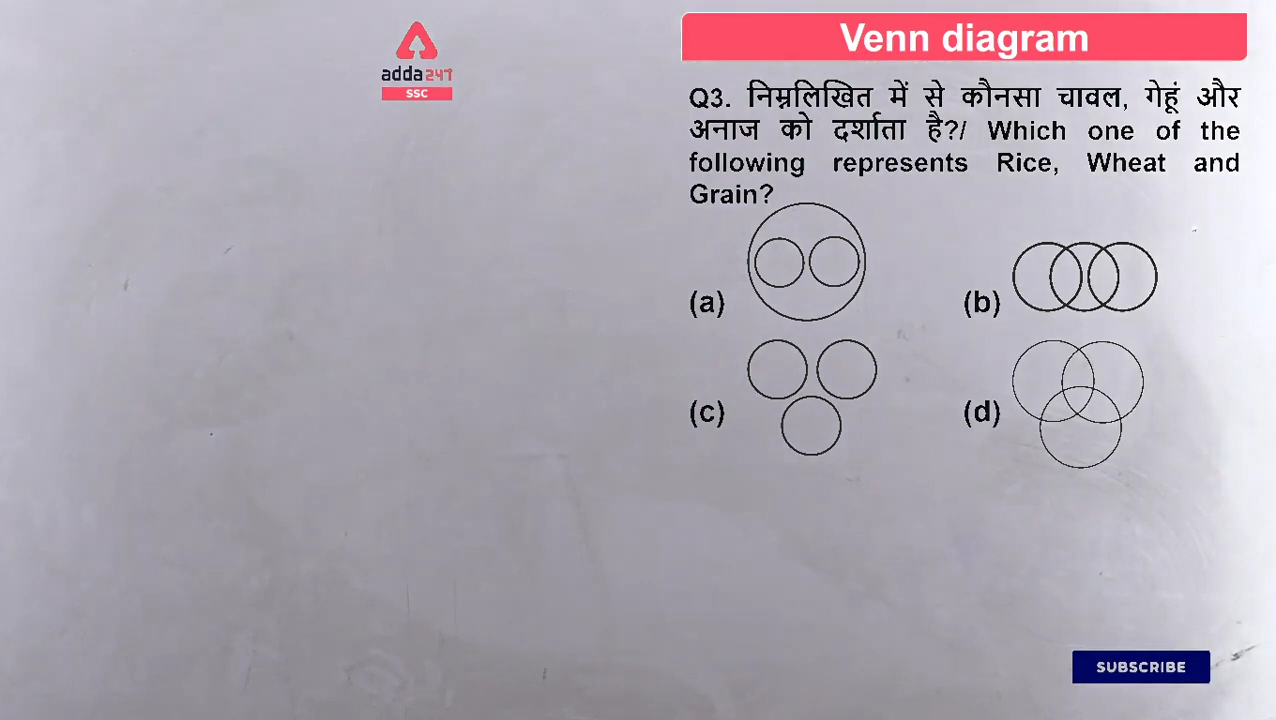 adda247
SSC
Venn diagram
Q3. निम्नलिखित में से कौनसा चावल, गेहूं और
अनाज को दर्शाता है?/ Which one of the
following represents Rice, Wheat and
Grain?
(a)
(b)
(c)
(d)
SUBSCRIBE